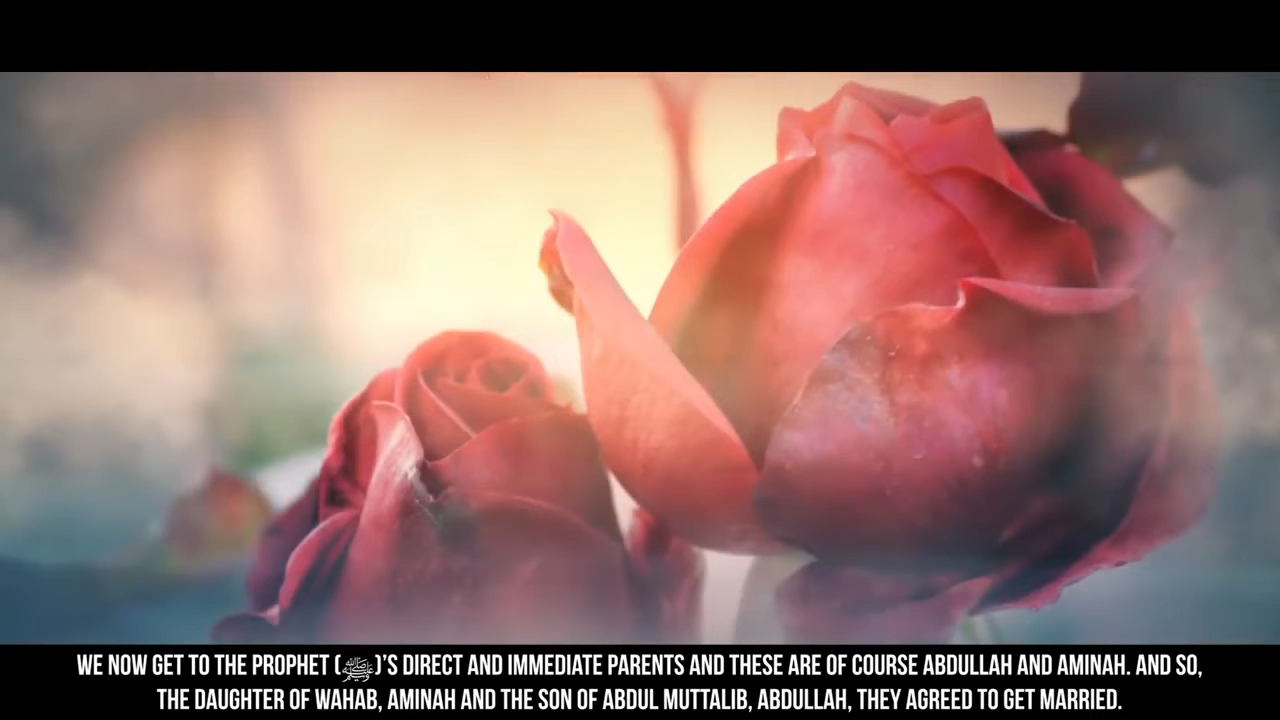 WE NOW GET TO THE PROPHET (ﷺ)'S DIRECT AND IMMEDIATE PARENTS AND THESE ARE OF COURSE ABDULLAH AND AMINAH. AND SO,
THE DAUGHTER OF WAHAB, AMINAH AND THE SON OF ABDUL MUTTALIB, ABDULLAH, THEY AGREED TO GET MARRIED.